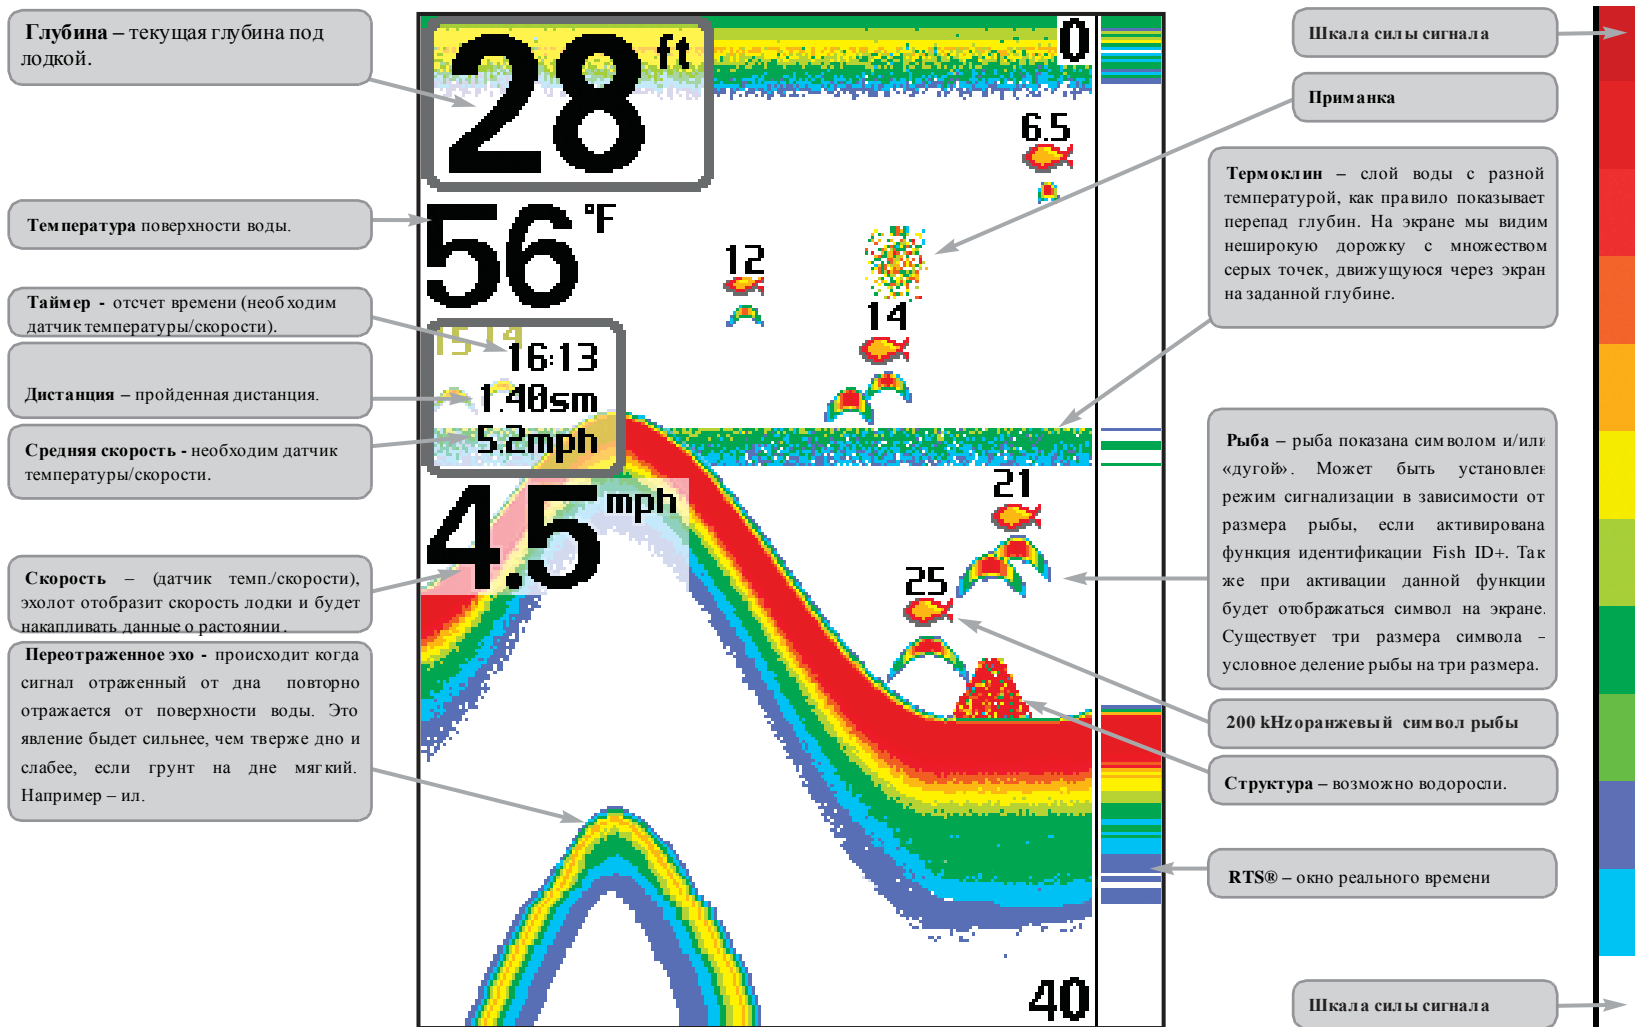 Глубина – текущая глубина под
лодкой.
Температура поверхности воды.
Таймер - отсчет времени (необходим
датчик температуры/скорости).
Дистанция – пройденная дистанция.
Средняя скорость - необходим датчик
температуры/скорости.
Скорость – (датчик темп./скорости),
эхолот отобразит скорость лодки и будет
накапливать данные о растоянии.
Переотраженное эхо - происходит когда
сигнал отраженный от дна повторно
отражается от поверхности воды. Это
явление быдет сильнее, чем тверже дно и
слабее, если грунт на дне мягкий.
Например – ил.
28 ft
0
56 °F
6.5
12
14
15 14
16:13
1.40sm
5.2mph
4.5 mph
21
25
40
Шкала силы сигнала
Приманка
Термоклин – слой воды с разной
температурой, как правило показывает
перепад глубин. На экране мы видим
неширокую дорожку с множеством
серых точек, движущуюся через экран
на заданной глубине.
Рыба – рыба показана символом и/или
«дугой». Может быть установлен
режим сигнализации в зависимости от
размера рыбы, если активирована
функция идентификации Fish ID+. Так
же при активации данной функции
будет отображаться символ на экране.
Существует три размера символа –
условное деление рыбы на три размера.
200 kHz оранжевый символ рыбы
Структура – возможно водоросли.
RTS® – окно реального времени
Шкала силы сигнала